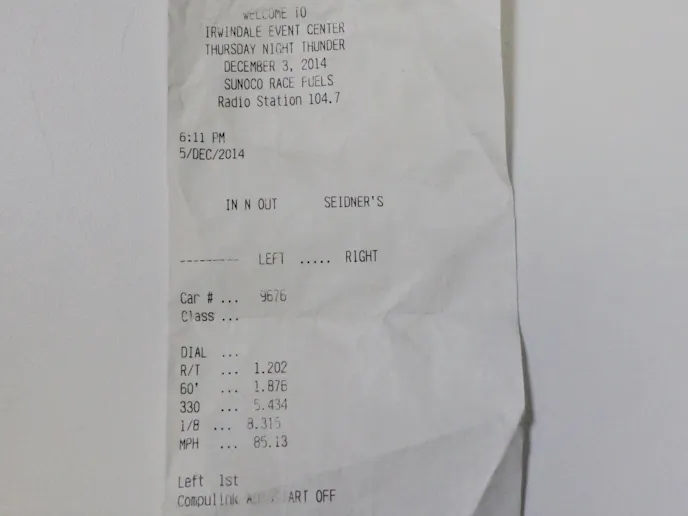 WELCOME TO
IRWINDALE EVENT CENTER
THURSDAY NIGHT THUNDER
DECEMBER 3, 2014
SUNOCO RACE FUELS
Radio Station 104.7
6:11 PM
5/DEC/2014
IN N OUT SEIDNER'S
--------- LEFT ..... RIGHT
Car # ... 9676
Class ...
DIAL ...
R/T ... 1.202
60' ... 1.876
330 ... 5.434
1/8 ... 8.315
MPH ... 85.13
Left 1st
Compulink ART OFF